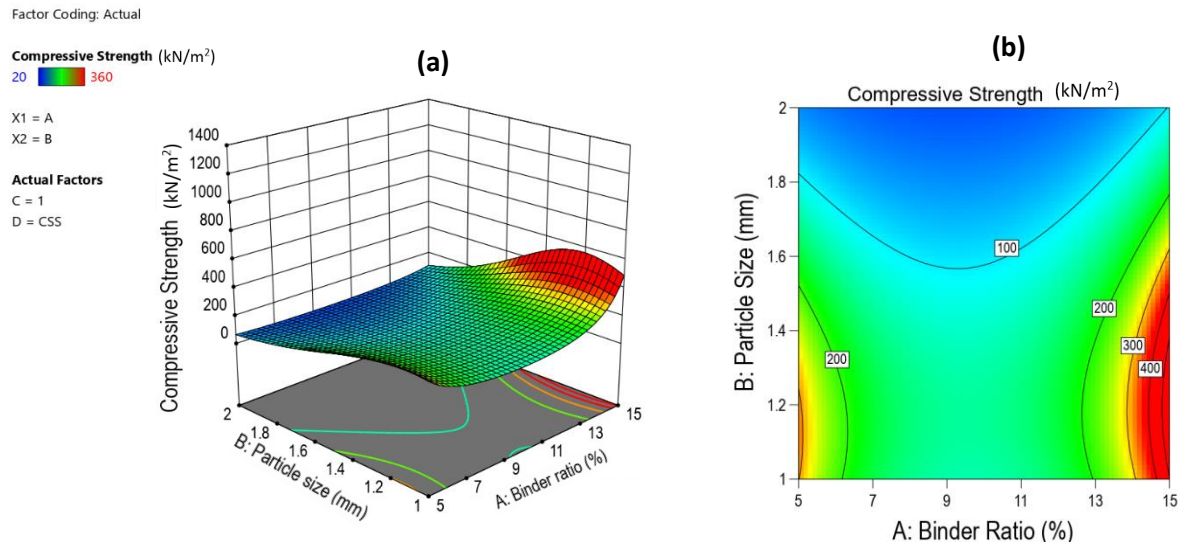 Factor Coding: Actual
Compressive Strength (kN/m²)
20 360
X1 = A
X2 = B
Actual Factors
C = 1
D = CSS
(a)
1400
1200
1000
800
600
400
200
0
Compressive Strength (kN/m²)
2
1.8
1.6
1.4
1.2
1
B: Particle size (mm)
5
7
9
11
13
15
A: Binder ratio (%)
(b)
Compressive Strength (kN/m²)
2
1.8
1.6
1.4
1.2
1
B: Particle Size (mm)
100
200
200
300
400
5 7 9 11 13 15
A: Binder Ratio (%)